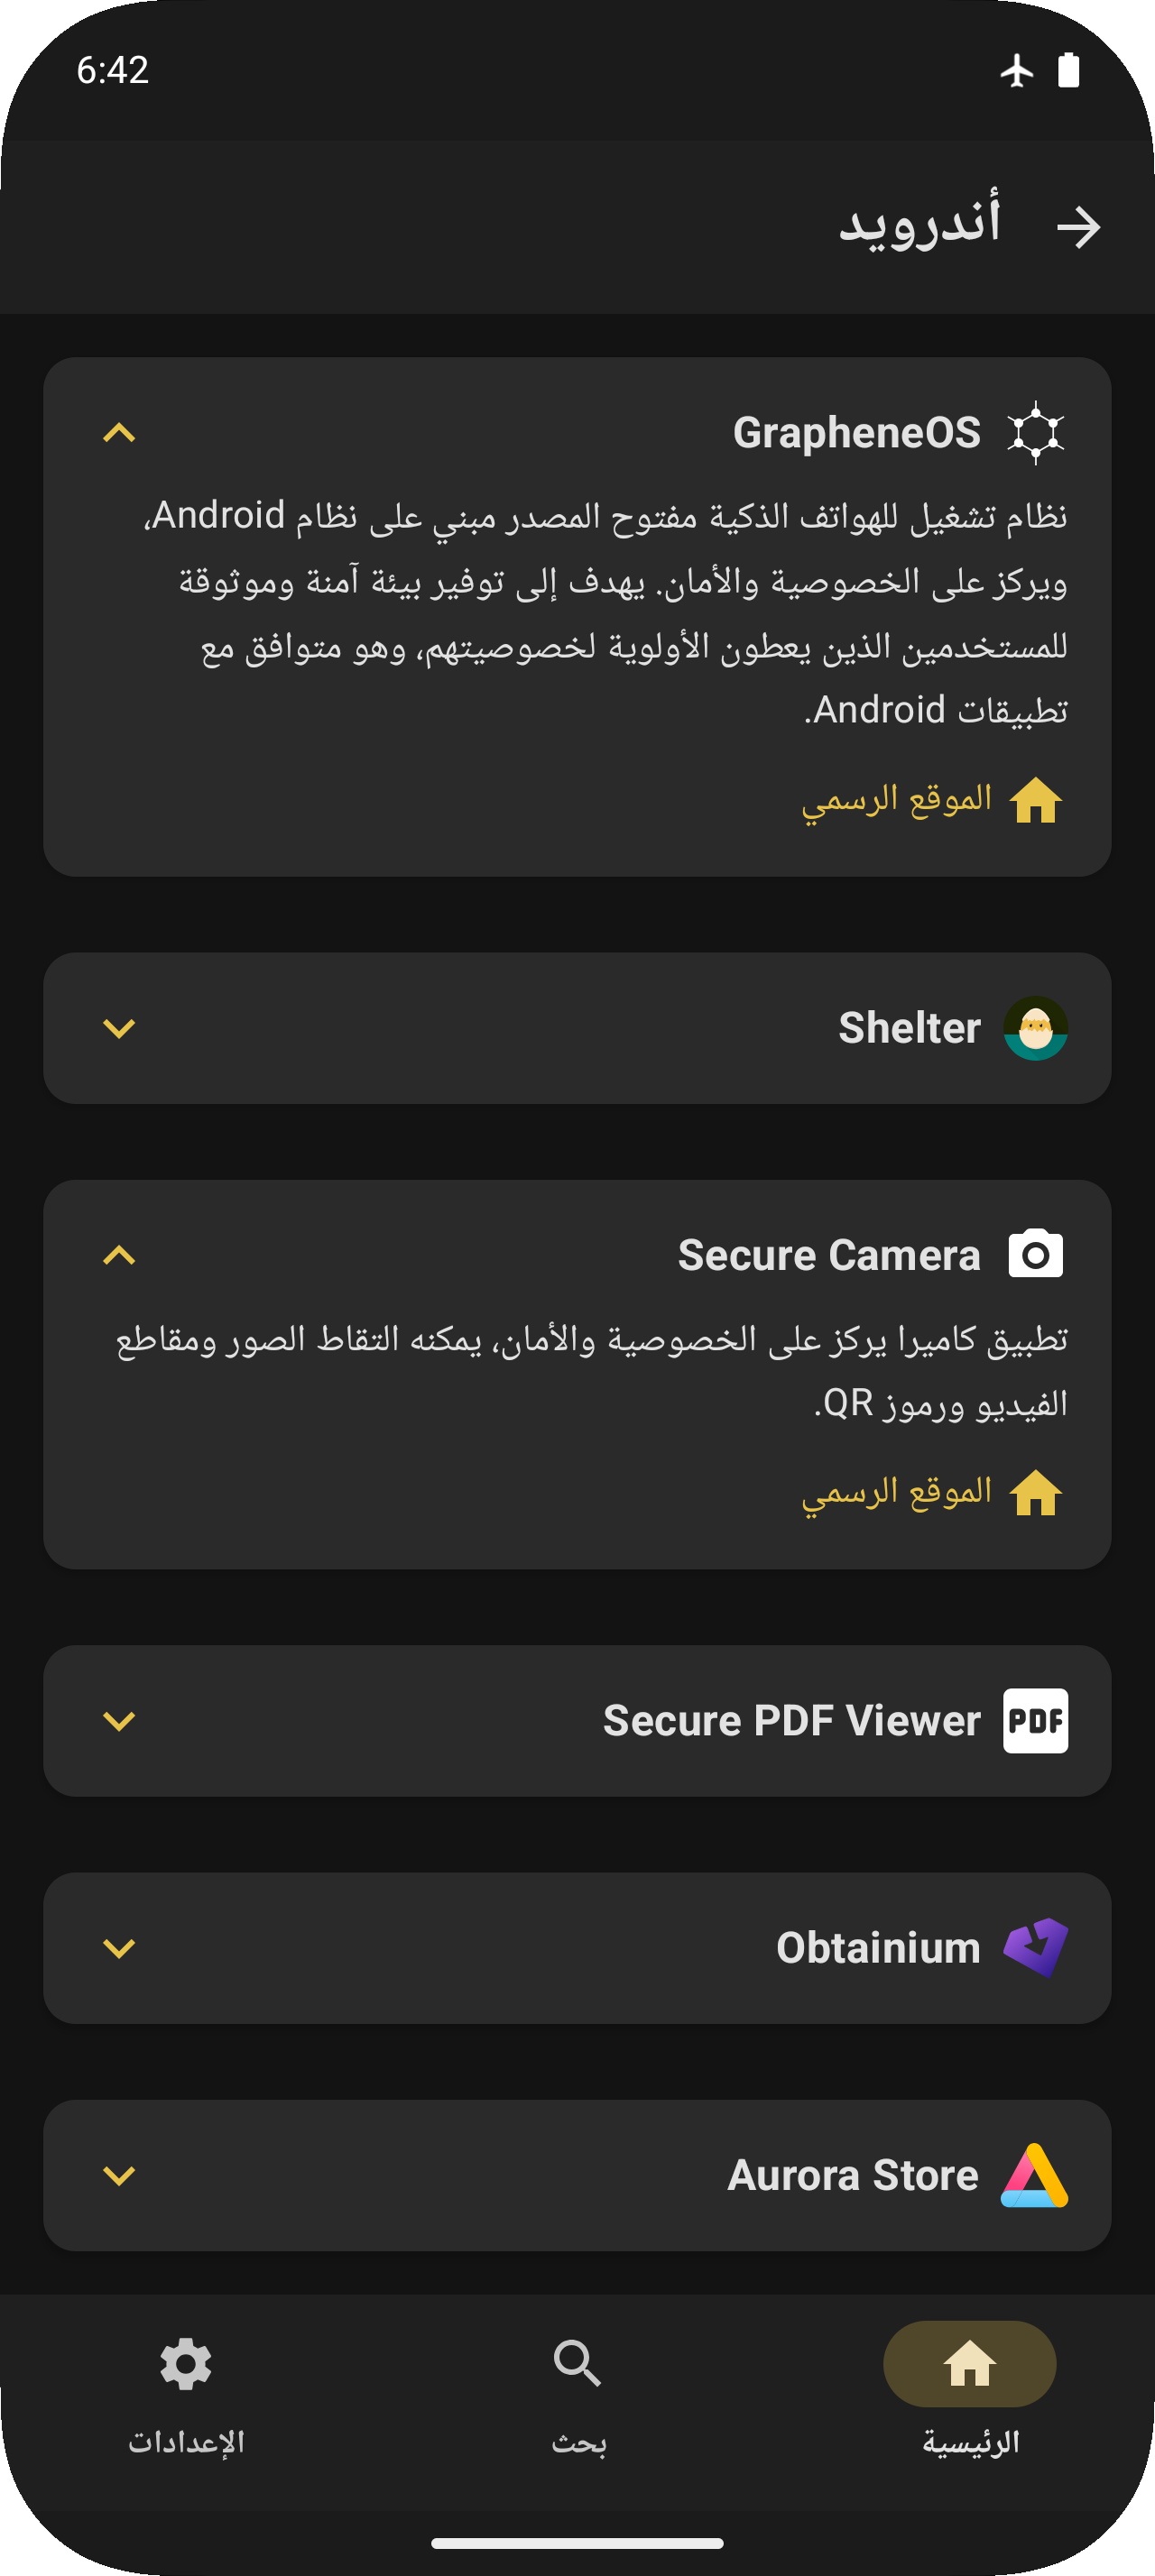 6:42
أندرويد
GrapheneOS
نظام تشغيل للهواتف الذكية مفتوح المصدر مبني على نظام Android،
ويركز على الخصوصية والأمان. يهدف إلى توفير بيئة آمنة وموثوقة
للمستخدمين الذين يعطون الأولوية لخصوصيتهم، وهو متوافق مع
تطبيقات Android.
الموقع الرسمي
Shelter
Secure Camera
تطبيق كاميرا يركز على الخصوصية والأمان، يمكنه التقاط الصور ومقاطع
الفيديو ورموز QR.
الموقع الرسمي
PDF Secure PDF Viewer
Obtainium
Aurora Store
الرئيسية
بحث
الإعدادات